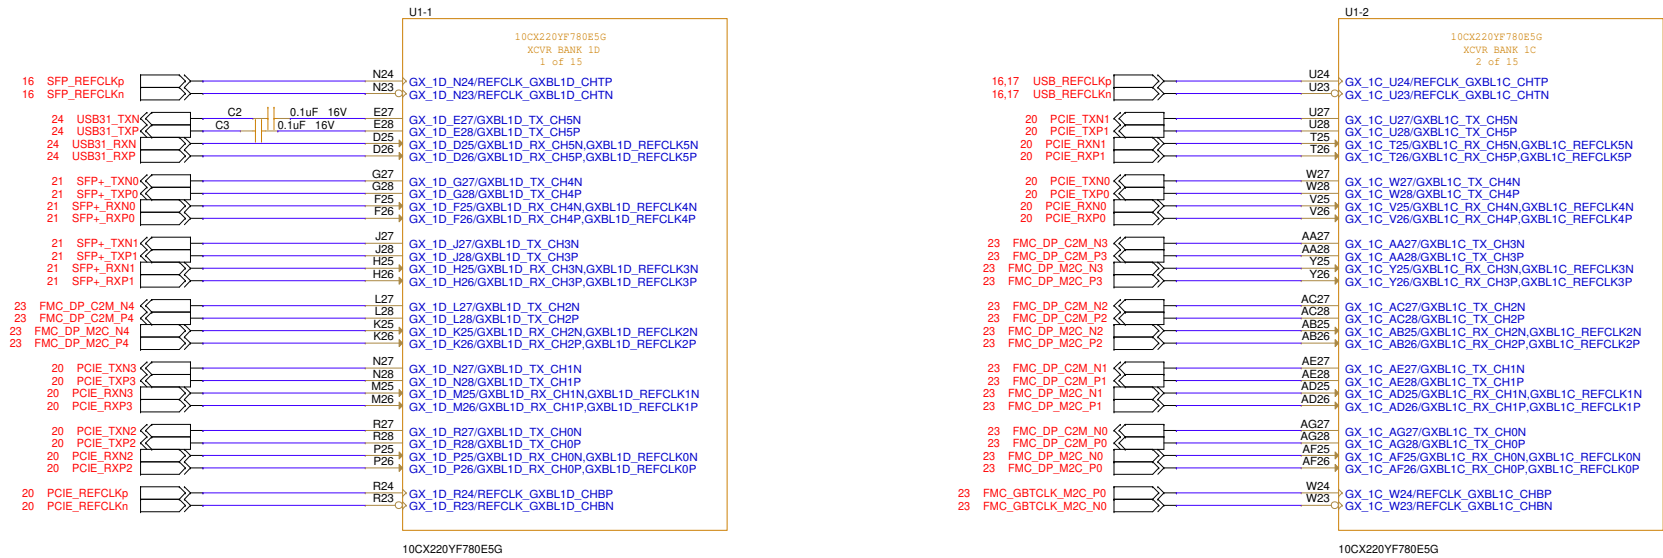 U1-1
10CX220YF780E5G
XCVR BANK 1D
1 of 15
16 SFP_REFCLKp N24 GX_1D_N24/REFCLK_GXBL1D_CHTP
16 SFP_REFCLKn N23 GX_1D_N23/REFCLK_GXBL1D_CHTN
24 USB31_TXN C2 0.1uF 16V E27 GX_1D_E27/GXBL1D_TX_CH5N
24 USB31_TXP C3 0.1uF 16V E28 GX_1D_E28/GXBL1D_TX_CH5P
24 USB31_RXN D25 GX_1D_D25/GXBL1D_RX_CH5N,GXBL1D_REFCLK5N
24 USB31_RXP D26 GX_1D_D26/GXBL1D_RX_CH5P,GXBL1D_REFCLK5P
21 SFP+_TXN0 G27 GX_1D_G27/GXBL1D_TX_CH4N
21 SFP+_TXP0 G28 GX_1D_G28/GXBL1D_TX_CH4P
21 SFP+_RXN0 F25 GX_1D_F25/GXBL1D_RX_CH4N,GXBL1D_REFCLK4N
21 SFP+_RXP0 F26 GX_1D_F26/GXBL1D_RX_CH4P,GXBL1D_REFCLK4P
21 SFP+_TXN1 J27 GX_1D_J27/GXBL1D_TX_CH3N
21 SFP+_TXP1 J28 GX_1D_J28/GXBL1D_TX_CH3P
21 SFP+_RXN1 H25 GX_1D_H25/GXBL1D_RX_CH3N,GXBL1D_REFCLK3N
21 SFP+_RXP1 H26 GX_1D_H26/GXBL1D_RX_CH3P,GXBL1D_REFCLK3P
23 FMC_DP_C2M_N4 L27 GX_1D_L27/GXBL1D_TX_CH2N
23 FMC_DP_C2M_P4 L28 GX_1D_L28/GXBL1D_TX_CH2P
23 FMC_DP_M2C_N4 K25 GX_1D_K25/GXBL1D_RX_CH2N,GXBL1D_REFCLK2N
23 FMC_DP_M2C_P4 K26 GX_1D_K26/GXBL1D_RX_CH2P,GXBL1D_REFCLK2P
20 PCIE_TXN3 N27 GX_1D_N27/GXBL1D_TX_CH1N
20 PCIE_TXP3 N28 GX_1D_N28/GXBL1D_TX_CH1P
20 PCIE_RXN3 M25 GX_1D_M25/GXBL1D_RX_CH1N,GXBL1D_REFCLK1N
20 PCIE_RXP3 M26 GX_1D_M26/GXBL1D_RX_CH1P,GXBL1D_REFCLK1P
20 PCIE_TXN2 R27 GX_1D_R27/GXBL1D_TX_CH0N
20 PCIE_TXP2 R28 GX_1D_R28/GXBL1D_TX_CH0P
20 PCIE_RXN2 P25 GX_1D_P25/GXBL1D_RX_CH0N,GXBL1D_REFCLK0N
20 PCIE_RXP2 P26 GX_1D_P26/GXBL1D_RX_CH0P,GXBL1D_REFCLK0P
20 PCIE_REFCLKp R24 GX_1D_R24/REFCLK_GXBL1D_CHBP
20 PCIE_REFCLKn R23 GX_1D_R23/REFCLK_GXBL1D_CHBN
10CX220YF780E5G
U1-2
10CX220YF780E5G
XCVR BANK 1C
2 of 15
16,17 USB_REFCLKp U24 GX_1C_U24/REFCLK_GXBL1C_CHTP
16,17 USB_REFCLKn U23 GX_1C_U23/REFCLK_GXBL1C_CHTN
20 PCIE_TXN1 U27 GX_1C_U27/GXBL1C_TX_CH5N
20 PCIE_TXP1 U28 GX_1C_U28/GXBL1C_TX_CH5P
20 PCIE_RXN1 T25 GX_1C_T25/GXBL1C_RX_CH5N,GXBL1C_REFCLK5N
20 PCIE_RXP1 T26 GX_1C_T26/GXBL1C_RX_CH5P,GXBL1C_REFCLK5P
20 PCIE_TXN0 W27 GX_1C_W27/GXBL1C_TX_CH4N
20 PCIE_TXP0 W28 GX_1C_W28/GXBL1C_TX_CH4P
20 PCIE_RXN0 V25 GX_1C_V25/GXBL1C_RX_CH4N,GXBL1C_REFCLK4N
20 PCIE_RXP0 V26 GX_1C_V26/GXBL1C_RX_CH4P,GXBL1C_REFCLK4P
23 FMC_DP_C2M_N3 AA27 GX_1C_AA27/GXBL1C_TX_CH3N
23 FMC_DP_C2M_P3 AA28 GX_1C_AA28/GXBL1C_TX_CH3P
23 FMC_DP_M2C_N3 Y25 GX_1C_Y25/GXBL1C_RX_CH3N,GXBL1C_REFCLK3N
23 FMC_DP_M2C_P3 Y26 GX_1C_Y26/GXBL1C_RX_CH3P,GXBL1C_REFCLK3P
23 FMC_DP_C2M_N2 AC27 GX_1C_AC27/GXBL1C_TX_CH2N
23 FMC_DP_C2M_P2 AC28 GX_1C_AC28/GXBL1C_TX_CH2P
23 FMC_DP_M2C_N2 AB25 GX_1C_AB25/GXBL1C_RX_CH2N,GXBL1C_REFCLK2N
23 FMC_DP_M2C_P2 AB26 GX_1C_AB26/GXBL1C_RX_CH2P,GXBL1C_REFCLK2P
23 FMC_DP_C2M_N1 AE27 GX_1C_AE27/GXBL1C_TX_CH1N
23 FMC_DP_C2M_P1 AE28 GX_1C_AE28/GXBL1C_TX_CH1P
23 FMC_DP_M2C_N1 AD25 GX_1C_AD25/GXBL1C_RX_CH1N,GXBL1C_REFCLK1N
23 FMC_DP_M2C_P1 AD26 GX_1C_AD26/GXBL1C_RX_CH1P,GXBL1C_REFCLK1P
23 FMC_DP_C2M_N0 AG27 GX_1C_AG27/GXBL1C_TX_CH0N
23 FMC_DP_C2M_P0 AG28 GX_1C_AG28/GXBL1C_TX_CH0P
23 FMC_DP_M2C_N0 AF25 GX_1C_AF25/GXBL1C_RX_CH0N,GXBL1C_REFCLK0N
23 FMC_DP_M2C_P0 AF26 GX_1C_AF26/GXBL1C_RX_CH0P,GXBL1C_REFCLK0P
23 FMC_GBTCLK_M2C_P0 W24 GX_1C_W24/REFCLK_GXBL1C_CHBP
23 FMC_GBTCLK_M2C_N0 W23 GX_1C_W23/REFCLK_GXBL1C_CHBN
10CX220YF780E5G